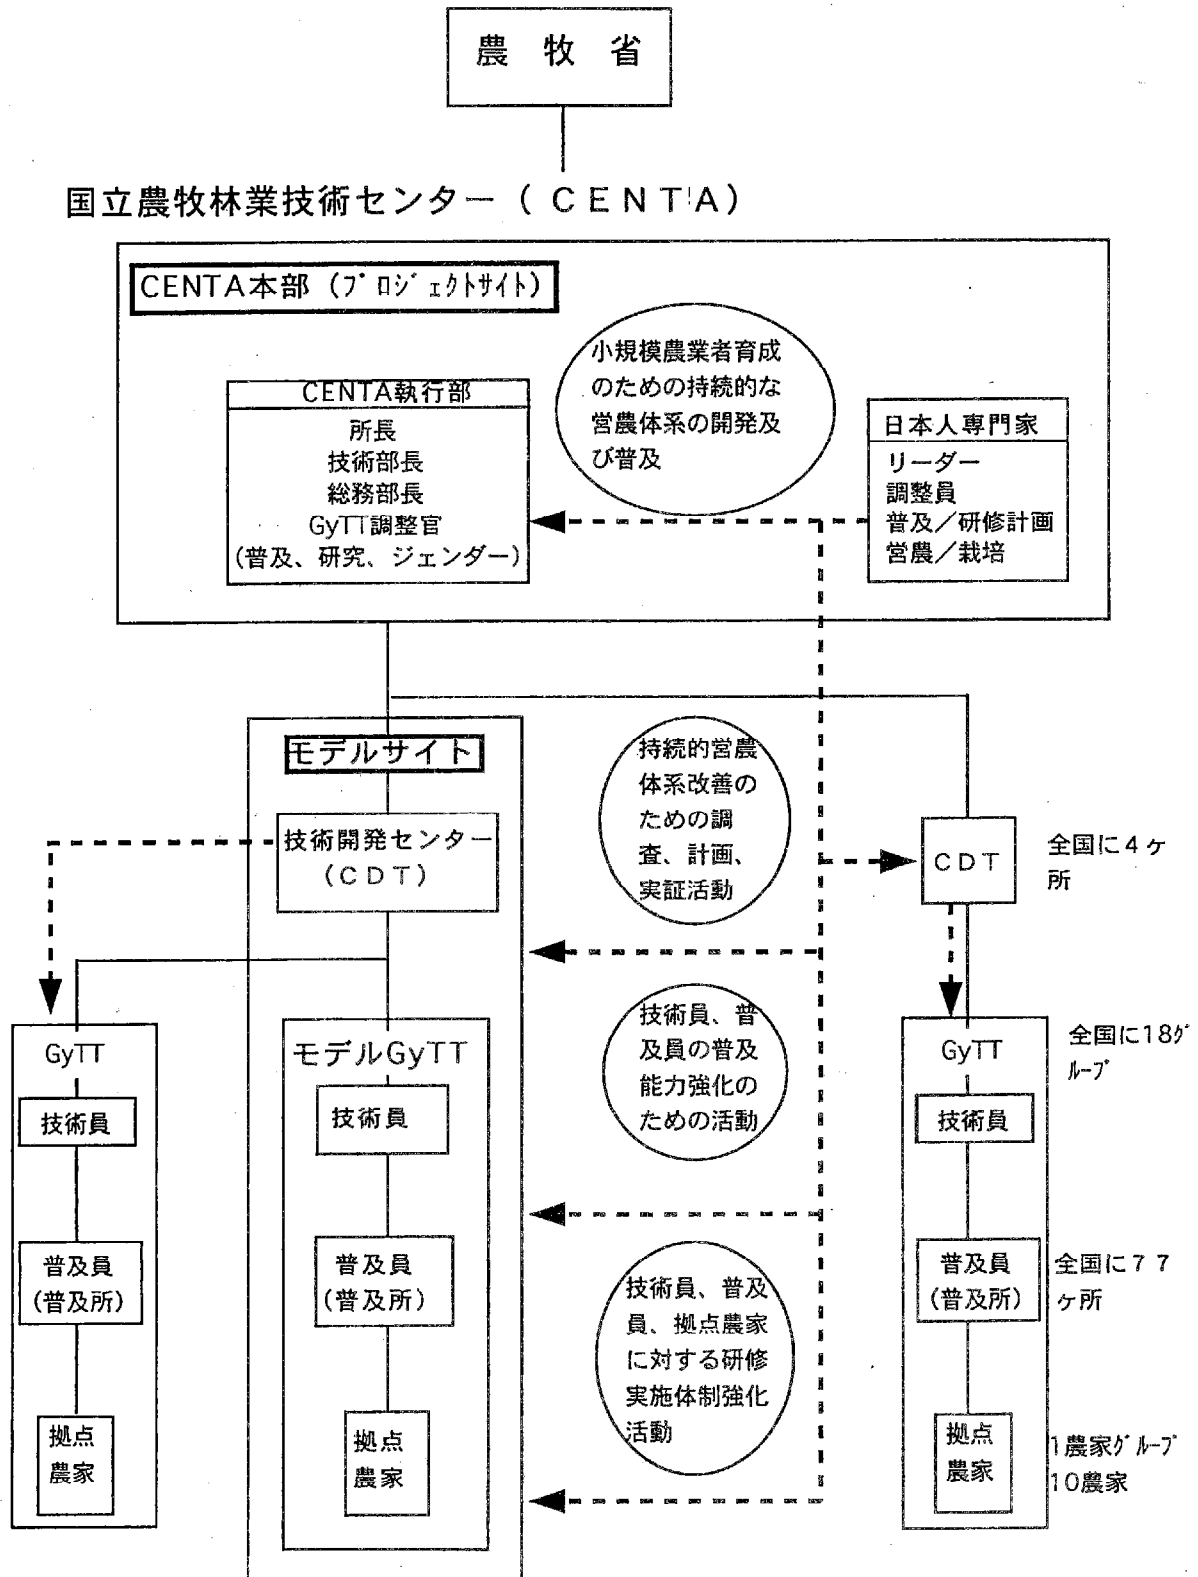 農 牧 省
国立農牧林業技術センター（CENTA）
CENTA本部（ﾌﾟﾛｼﾞｪｸﾄｻｲﾄ）
小規模農業者育成
のための持続的な
営農体系の開発及
び普及
CENTA執行部
所長
技術部長
総務部長
GyTT調整官
(普及、研究、ジェンダー)
日本人専門家
リーダー
調整員
普及／研修計画
営農／栽培
モデルサイト
技術開発センター
（CDT）
持続的営農
体系改善の
ための調
査、計画、
実証活動
CDT
全国に４ヶ
所
GyTT
技術員
普及員
(普及所)
拠点
農家
モデルGyTT
技術員
普及員
(普及所)
拠点
農家
技術員、普
及員の普及
能力強化の
ための活動
技術員、普及
員、拠点農家
に対する研修
実施体制強化
活動
GyTT
全国に18ｸﾞ
ﾙｰﾌﾟ
技術員
普及員
(普及所)
全国に７７
ヶ所
拠点
農家
1農家ｸﾞﾙｰﾌﾟ
10農家